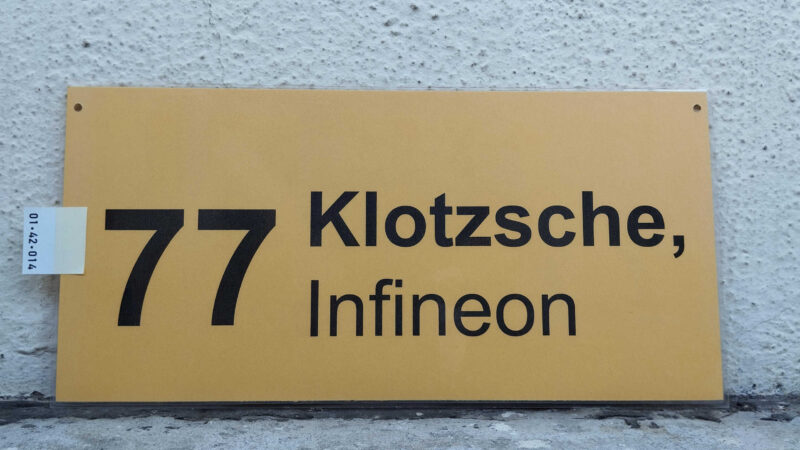 01·42·014
77 Klotzsche,
Infineon